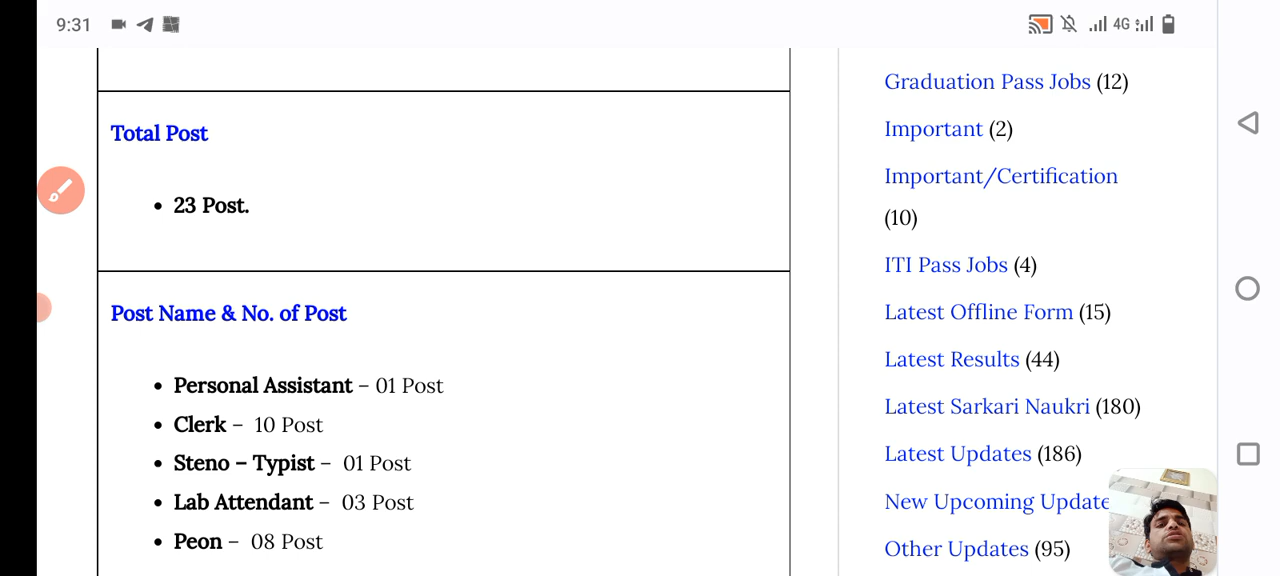 9:31
4G
Total Post
• 23 Post.
Post Name & No. of Post
• Personal Assistant – 01 Post
• Clerk – 10 Post
• Steno – Typist – 01 Post
• Lab Attendant – 03 Post
• Peon – 08 Post
Graduation Pass Jobs (12)
Important (2)
Important/Certification
(10)
ITI Pass Jobs (4)
Latest Offline Form (15)
Latest Results (44)
Latest Sarkari Naukri (180)
Latest Updates (186)
New Upcoming Update
Other Updates (95)